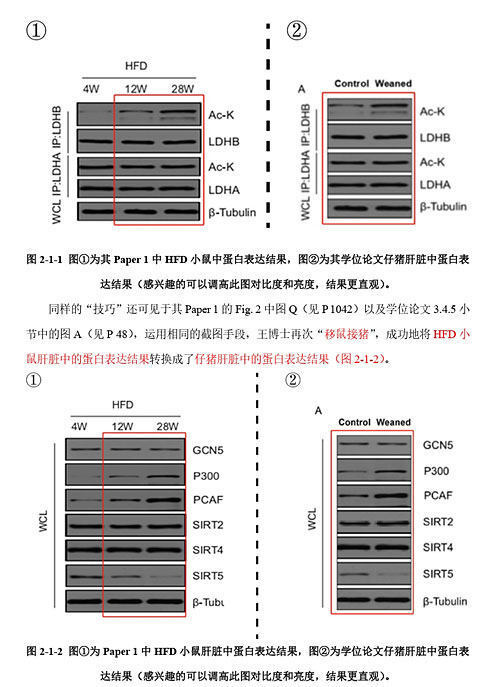 ① ②
HFD
4W 12W 28W
IP:LDHB
Ac-K
LDHB
IP:LDHA
Ac-K
LDHA
WCL
β-Tubulin
A
Control Weaned
IP:LDHB
Ac-K
LDHB
IP:LDHA
Ac-K
LDHA
WCL
β-Tubulin
图 2-1-1 图①为其 Paper 1 中 HFD 小鼠中蛋白表达结果，图②为其学位论文仔猪肝脏中蛋白表
达结果（感兴趣的可以调高此图对比度和亮度，结果更直观）。
同样的“技巧”还可见于其 Paper 1 的 Fig. 2 中图 Q（见 P 1042）以及学位论文 3.4.5 小
节中的图 A（见 P 48），运用相同的截图手段，王博士再次“移鼠接猪”，成功地将 HFD 小
鼠肝脏中的蛋白表达结果转换成了仔猪肝脏中的蛋白表达结果（图 2-1-2）。
① ②
HFD
4W 12W 28W
WCL
GCN5
P300
PCAF
SIRT2
SIRT4
SIRT5
β-Tubu
A
Control Weaned
WCL
GCN5
P300
PCAF
SIRT2
SIRT4
SIRT5
β-Tubulin
图 2-1-2 图①为 Paper 1 中 HFD 小鼠肝脏中蛋白表达结果，图②为学位论文仔猪肝脏中蛋白表
达结果（感兴趣的可以调高此图对比度和亮度，结果更直观）。